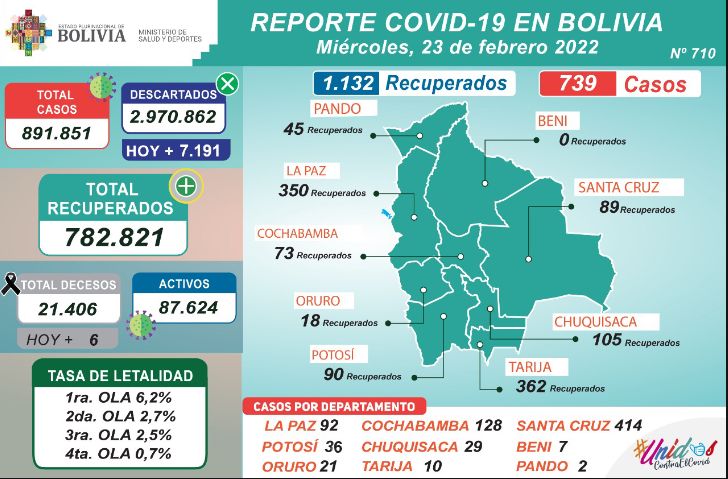 ESTADO PLURINACIONAL DE
BOLIVIA
MINISTERIO DE
SALUD Y DEPORTES
REPORTE COVID-19 EN BOLIVIA
Miércoles, 23 de febrero 2022
Nº 710
TOTAL
CASOS
891.851
DESCARTADOS
2.970.862
HOY + 7.191
TOTAL
RECUPERADOS
782.821
TOTAL DECESOS
21.406
HOY + 6
ACTIVOS
87.624
TASA DE LETALIDAD
1ra. OLA 6,2%
2da. OLA 2,7%
3ra. OLA 2,5%
4ta. OLA 0,7%
1.132 Recuperados
739 Casos
PANDO
45 Recuperados
BENI
0 Recuperados
LA PAZ
350 Recuperados
SANTA CRUZ
89 Recuperados
COCHABAMBA
73 Recuperados
ORURO
18 Recuperados
CHUQUISACA
105 Recuperados
POTOSÍ
90 Recuperados
TARIJA
362 Recuperados
CASOS POR DEPARTAMENTO
LA PAZ 92 COCHABAMBA 128 SANTA CRUZ 414
POTOSÍ 36 CHUQUISACA 29 BENI 7
ORURO 21 TARIJA 10 PANDO 2
#Unidos
ContraElCovid